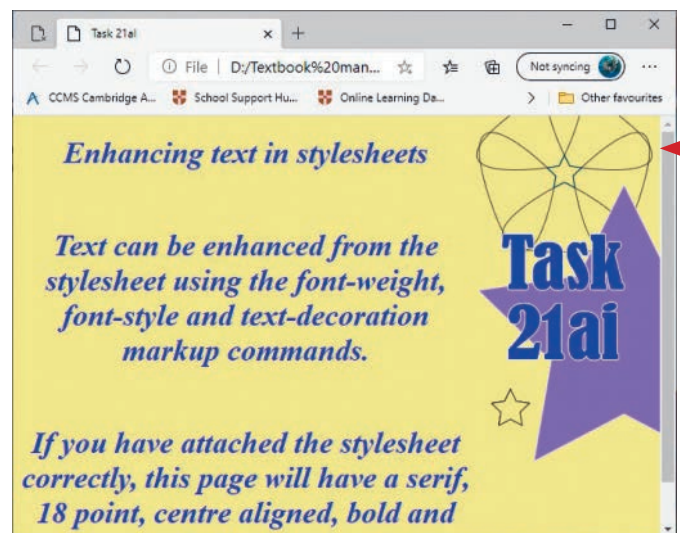 Task 21aI
File | D:/Textbook%20man...
Not syncing
CCMS Cambridge A...
School Support Hu...
Online Learning Da...
Other favourites
Enhancing text in stylesheets
Text can be enhanced from the
stylesheet using the font-weight,
font-style and text-decoration
markup commands.
Task
21ai
If you have attached the stylesheet
correctly, this page will have a serif,
18 point, centre aligned, bold and